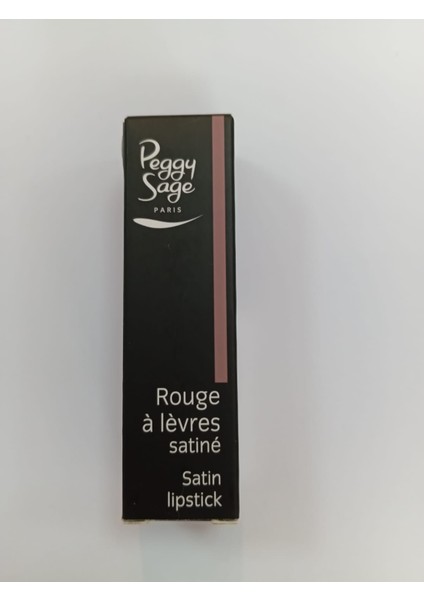 Peggy
Sage
PARIS
Rouge
à lèvres
satiné
Satin
lipstick